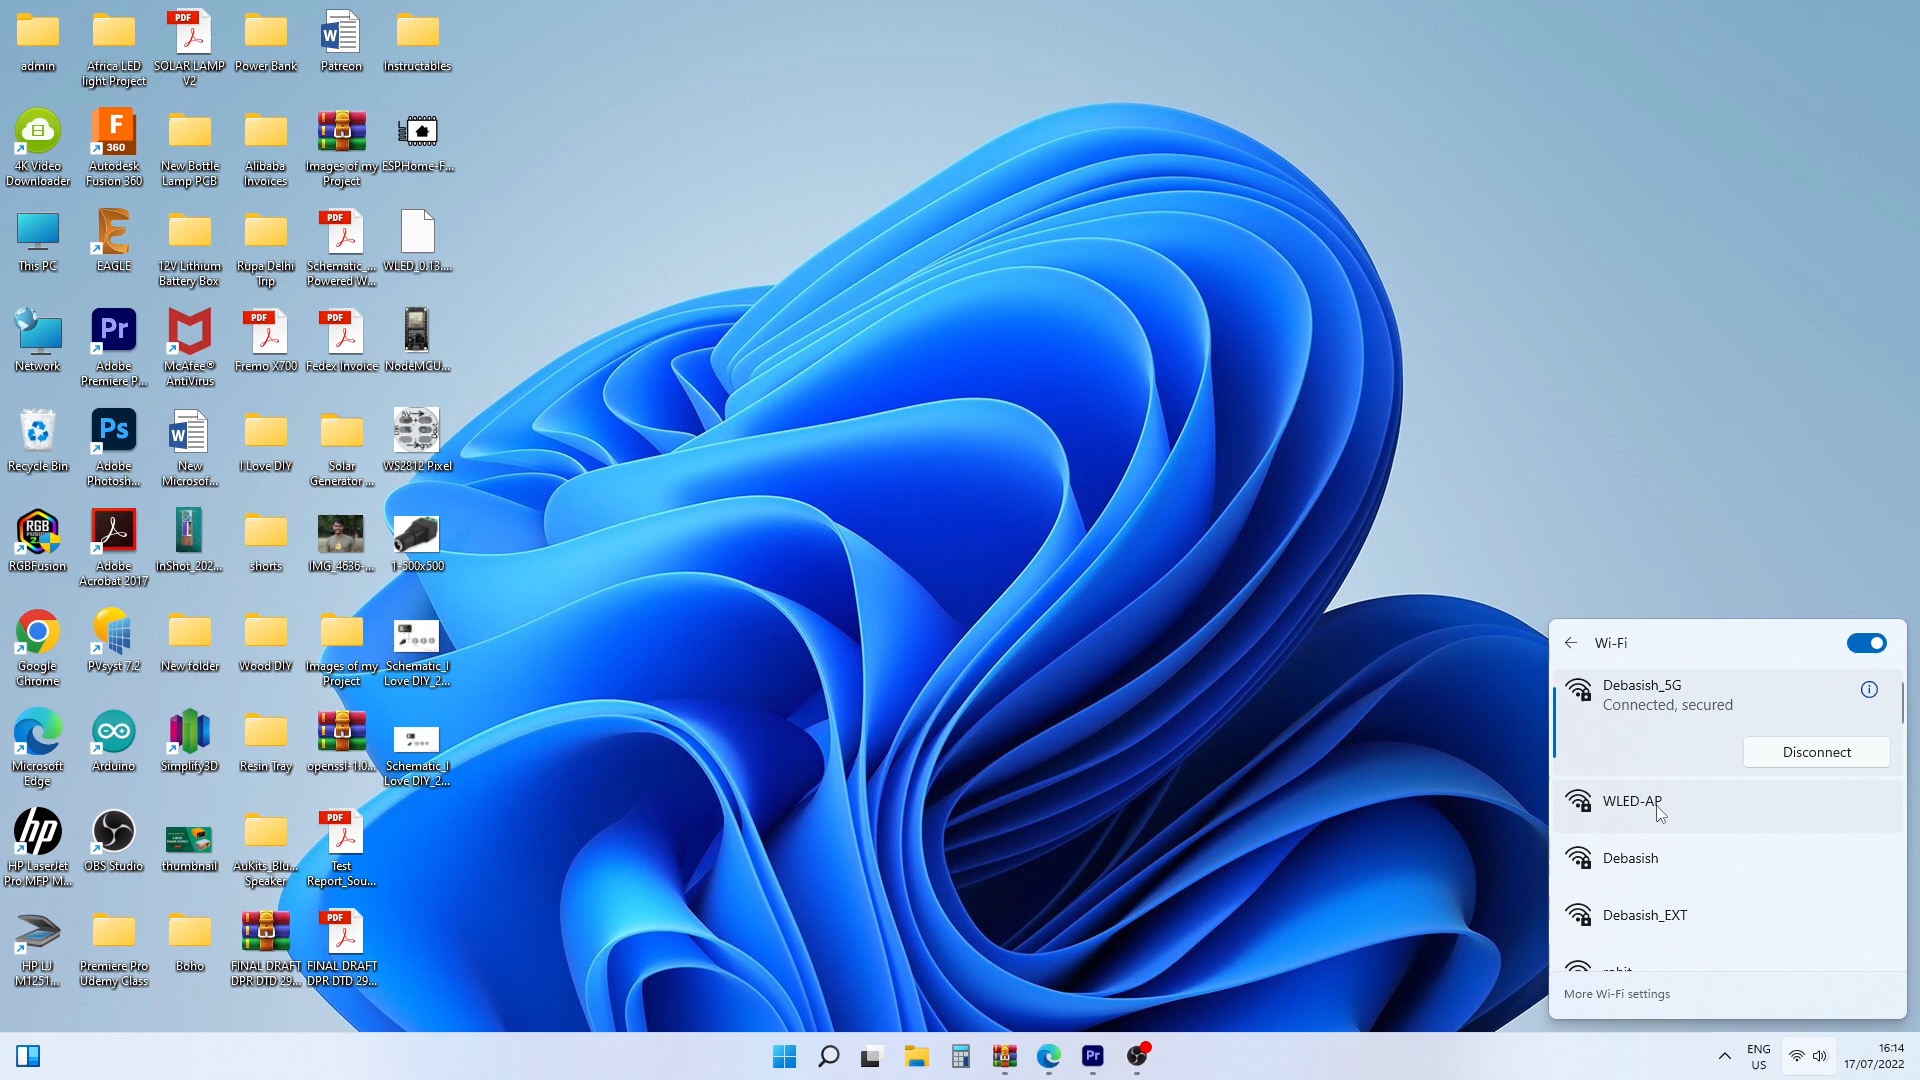 admin
Africa LED
light Project
SOLAR LAMP
V2
Power Bank
Patreon
Instructables
4K Video
Downloader
Autodesk
Fusion 360
New Bottle
Lamp PCB
Alibaba
Invoices
Images of my
Project
ESPHome-F...
This PC
EAGLE
12V Lithium
Battery Box
Rupa Delhi
Trip
Schematic_...
Powered W...
WLED_0.13....
Network
Adobe
Premiere P...
McAfee®
AntiVirus
Fremo X700
Fedex Invoice
NodeMCU...
Recycle Bin
Adobe
Photosh...
New
Microsof...
I Love DIY
Solar
Generator ...
WS2812 Pixel
RGBFusion
Adobe
Acrobat 2017
InShot_202...
shorts
IMG_4636-...
1-500x500
Google
Chrome
PVsyst 7.2
New folder
Wood DIY
Images of my
Project
Schematic_I
Love DIY_2...
Microsoft
Edge
Arduino
Simplify3D
Resin Tray
openssl-1.0...
Schematic_I
Love DIY_2...
HP LaserJet
Pro MFP M...
OBS Studio
thumbnail
AuKits_Blu...
Speaker
Test
Report_Sou...
HP LJ
M1251...
Premiere Pro
Udemy Class
Boho
FINAL DRAFT
DPR DTD 29...
FINAL DRAFT
DPR DTD 29...
Wi-Fi
Debasish_5G
Connected, secured
Disconnect
WLED-AP
Debasish
Debasish_EXT
More Wi-Fi settings
ENG
US
16:14
17/07/2022